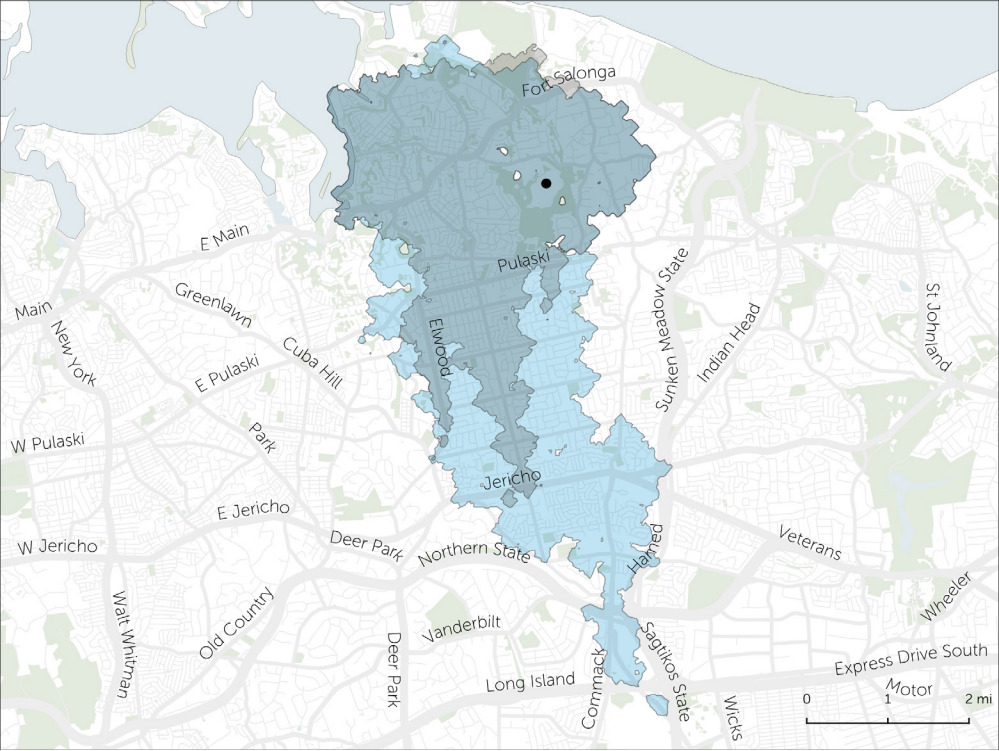 Fort Salonga
E Main
Pulaski
Main
Greenlawn
Sunken Meadow State
Indian Head
St Johnland
New York
Cuba Hill
Elwood
E Pulaski
W Pulaski
Park
Jericho
E Jericho
W Jericho
Deer Park
Northern State
Harned
Veterans
Walt Whitman
Old Country
Vanderbilt
Deer Park
Wheeler
Long Island
Commack
Sagtikos State
Express Drive South
Motor
Wicks
0 1 2 mi